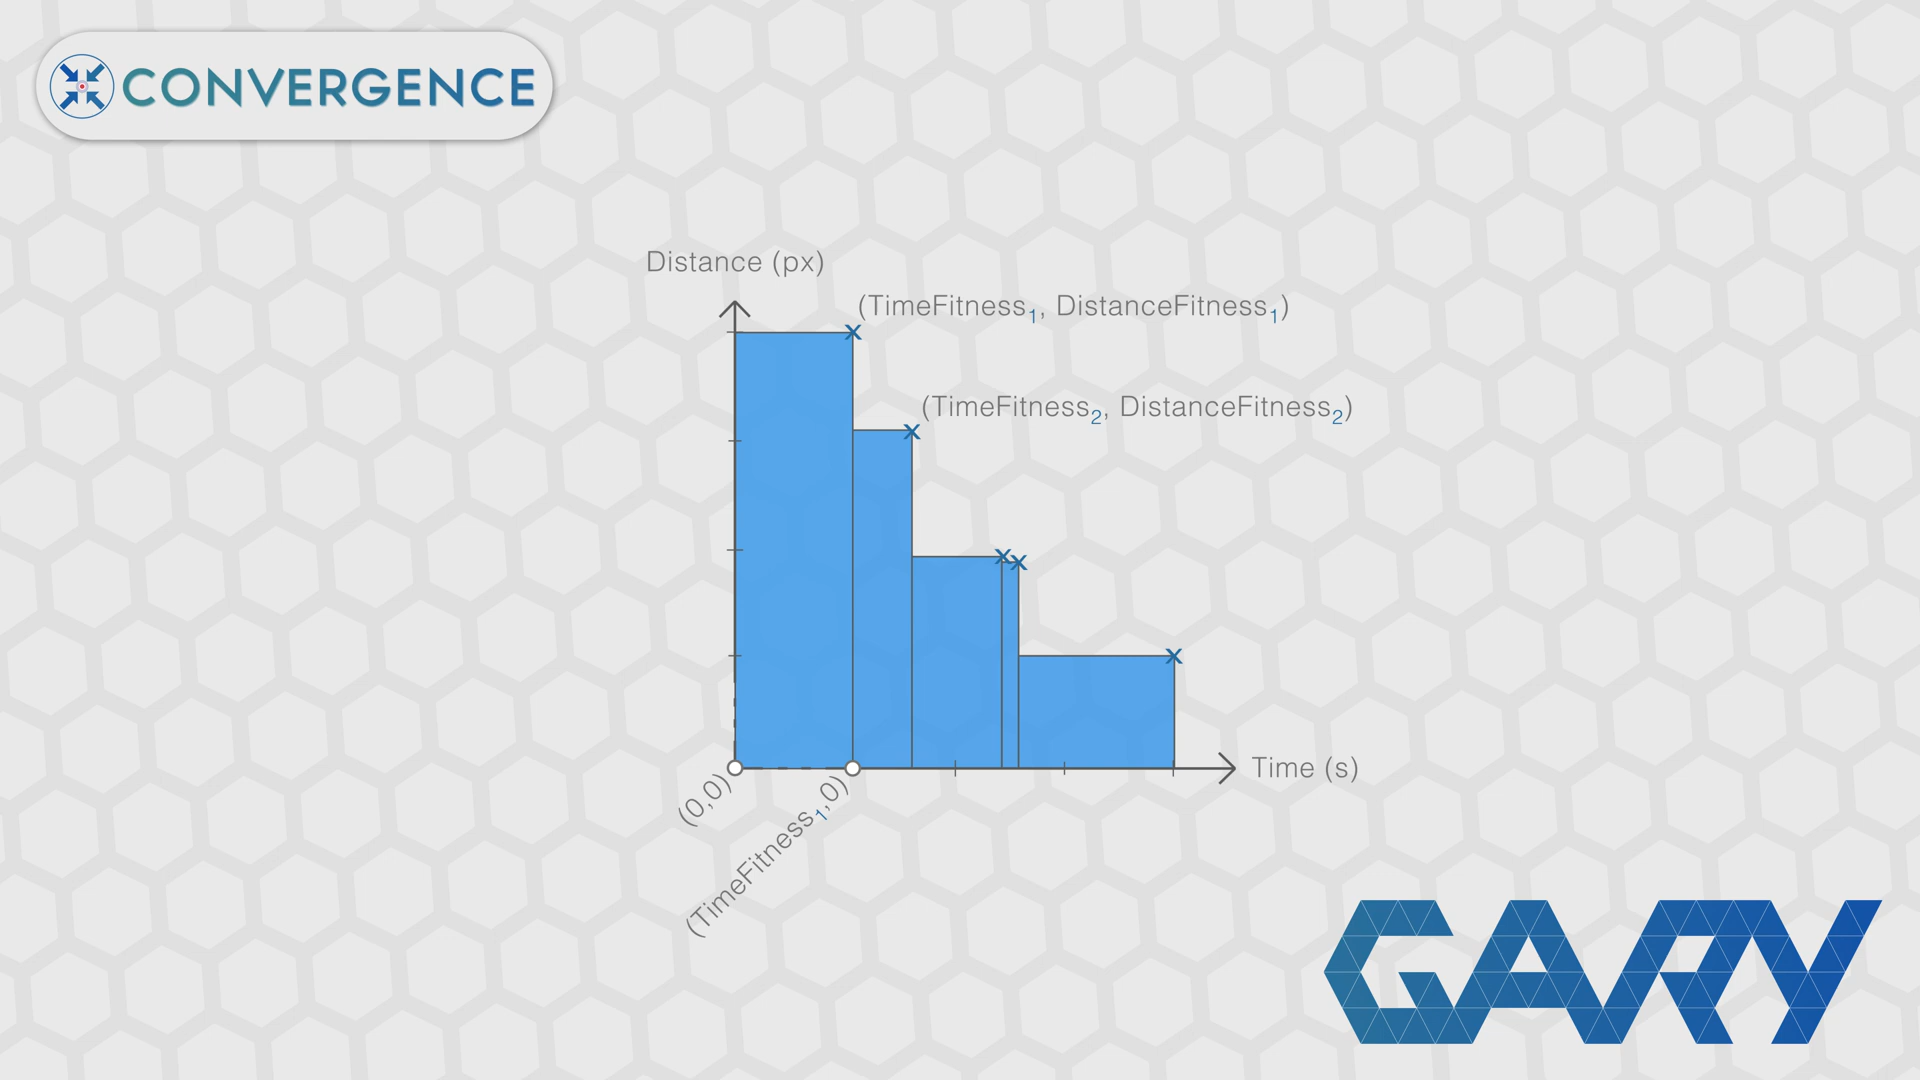 CONVERGENCE
Distance (px)
(TimeFitness₁, DistanceFitness₁)
(TimeFitness₂, DistanceFitness₂)
Time (s)
(0,0)
(TimeFitness₁,0)
GARY